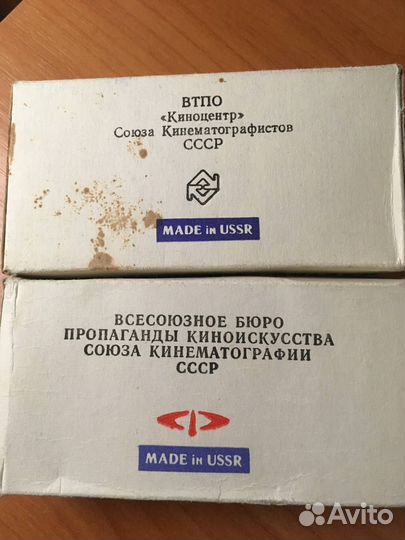 ВТПО
«Киноцентр»
Союза Кинематографистов
СССР
MADE in USSR
ВСЕСОЮЗНОЕ БЮРО
ПРОПАГАНДЫ КИНОИСКУССТВА
СОЮЗА КИНЕМАТОГРАФИИ
СССР
MADE in USSR
Avito